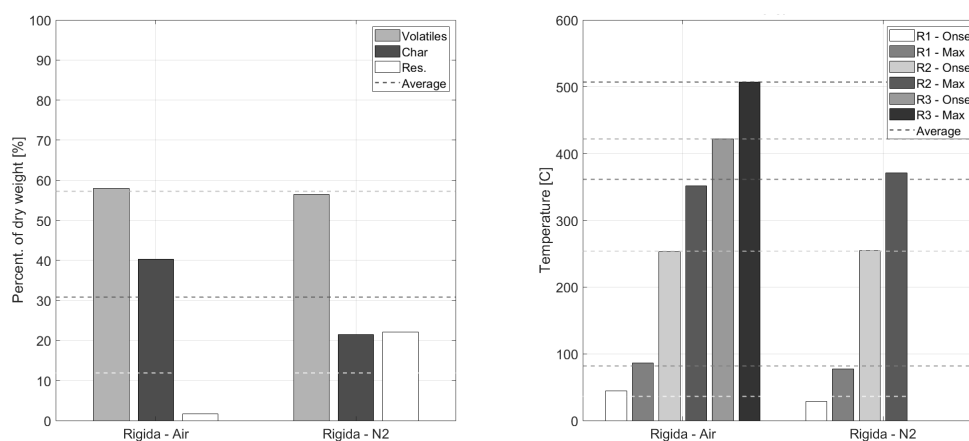 100
90
80
70
60
50
40
30
20
10
0
Percent. of dry weight [%]
Volatiles
Char
Res.
Average
Rigida - Air
Rigida - N2
600
500
400
300
200
100
0
Temperature [C]
R1 - Onse
R1 - Max
R2 - Onse
R2 - Max
R3 - Onse
R3 - Max
Average
Rigida - Air
Rigida - N2